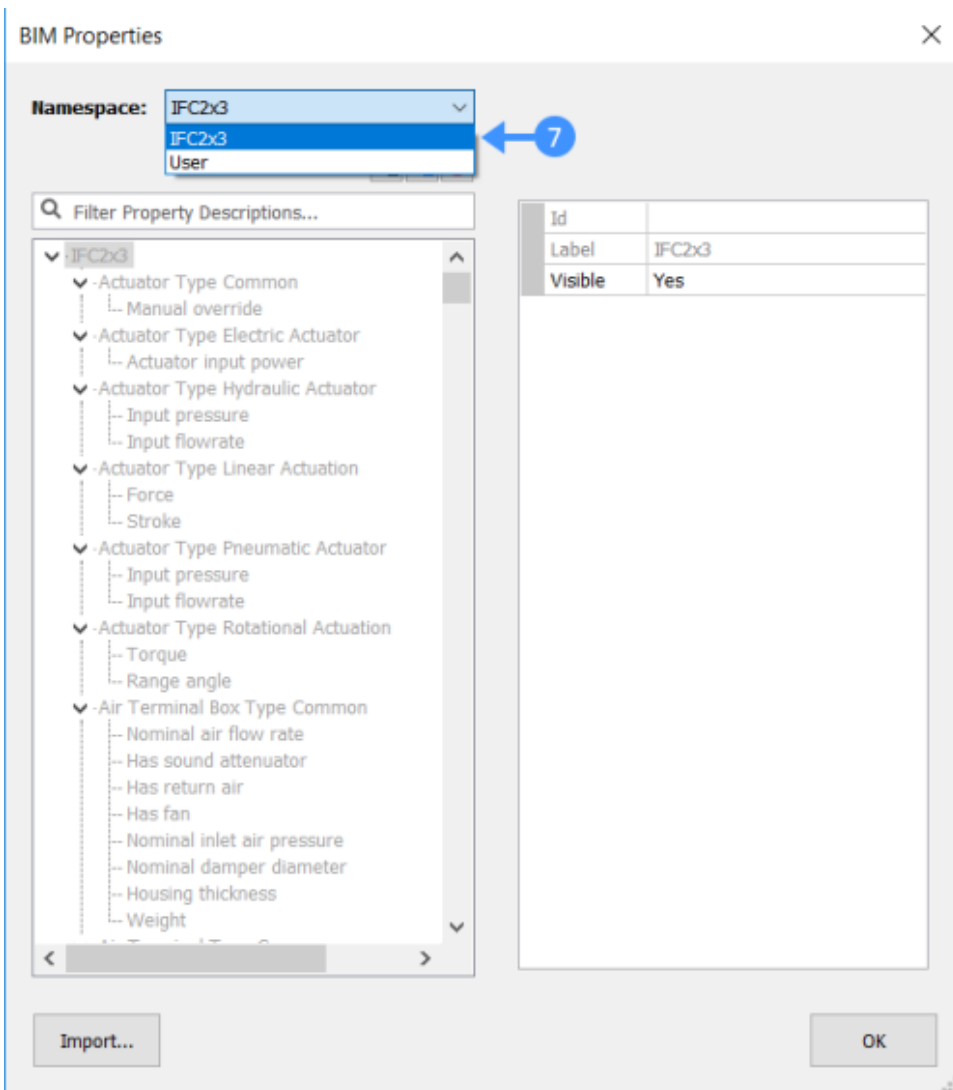 BIM Properties
Namespace: IFC2x3
IFC2x3
7
User
Filter Property Descriptions...
IFC2x3
Actuator Type Common
Manual override
Actuator Type Electric Actuator
Actuator input power
Actuator Type Hydraulic Actuator
Input pressure
Input flowrate
Actuator Type Linear Actuation
Force
Stroke
Actuator Type Pneumatic Actuator
Input pressure
Input flowrate
Actuator Type Rotational Actuation
Torque
Range angle
Air Terminal Box Type Common
Nominal air flow rate
Has sound attenuator
Has return air
Has fan
Nominal inlet air pressure
Nominal damper diameter
Housing thickness
Weight
Id
Label IFC2x3
Visible Yes
Import...
OK